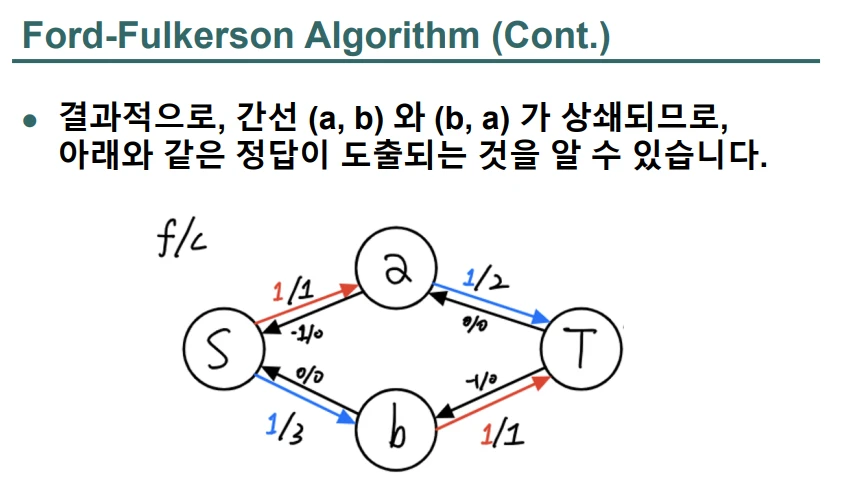 Ford-Fulkerson Algorithm (Cont.)
● 결과적으로, 간선 (a, b) 와 (b, a) 가 상쇄되므로,
아래와 같은 정답이 도출되는 것을 알 수 있습니다.
f/c
a
1/1
1/2
-1/0
0/0
S
T
0/0
-1/0
1/3
b
1/1